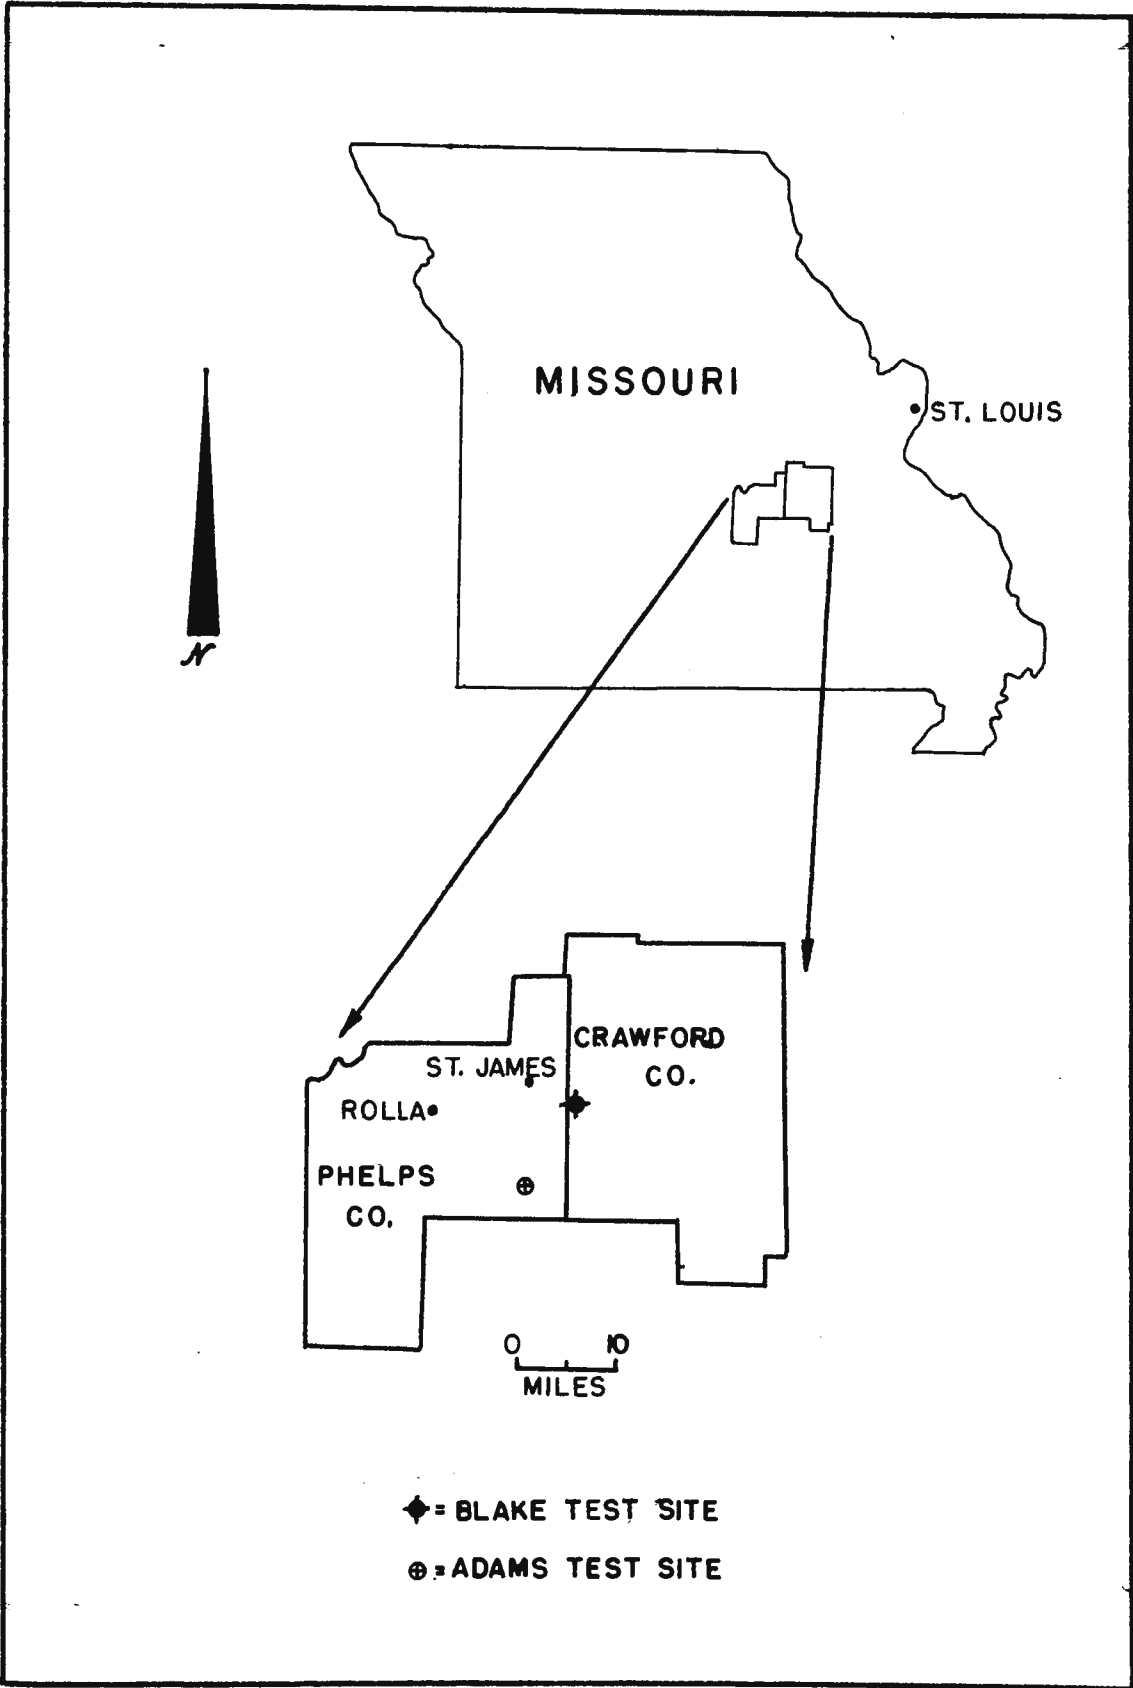 MISSOURI
ST. LOUIS
N
CRAWFORD
CO.
ST. JAMES
ROLLA
PHELPS
CO.
0 10
MILES
= BLAKE TEST SITE
= ADAMS TEST SITE